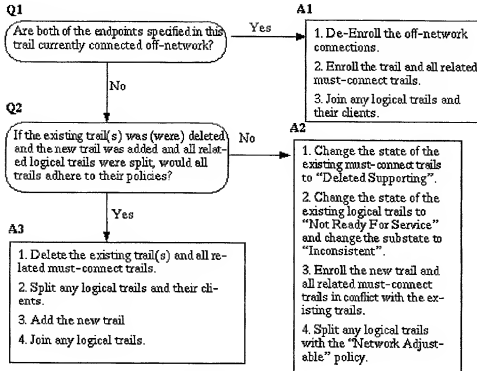 Q1
Are both of the endpoints specified in this
trail currently connected off-network?
Yes
A1
1. De-Enroll the off-network
connections.
2. Enroll the trail and all related
must-connect trails.
3. Join any logical trails and
their clients.
No
Q2
If the existing trail(s) was (were) deleted
and the new trail was added and all relat-
ed logical trails were split, would all
trails adhere to their policies?
No
A2
1. Change the state of the
existing must-connect trails
to "Deleted Supporting".
2. Change the state of the
existing logical trails to
"Not Ready For Service"
and change the substate to
"Inconsistent".
3. Enroll the new trail and
all related must-connect
trails in conflict with the ex-
isting trails.
4. Split any logical trails
with the "Network Adjust-
able" policy.
Yes
A3
1. Delete the existing trail(s) and all re-
lated must-connect trails.
2. Split any logical trails and their cli-
ents.
3. Add the new trail
4. Join any logical trails.